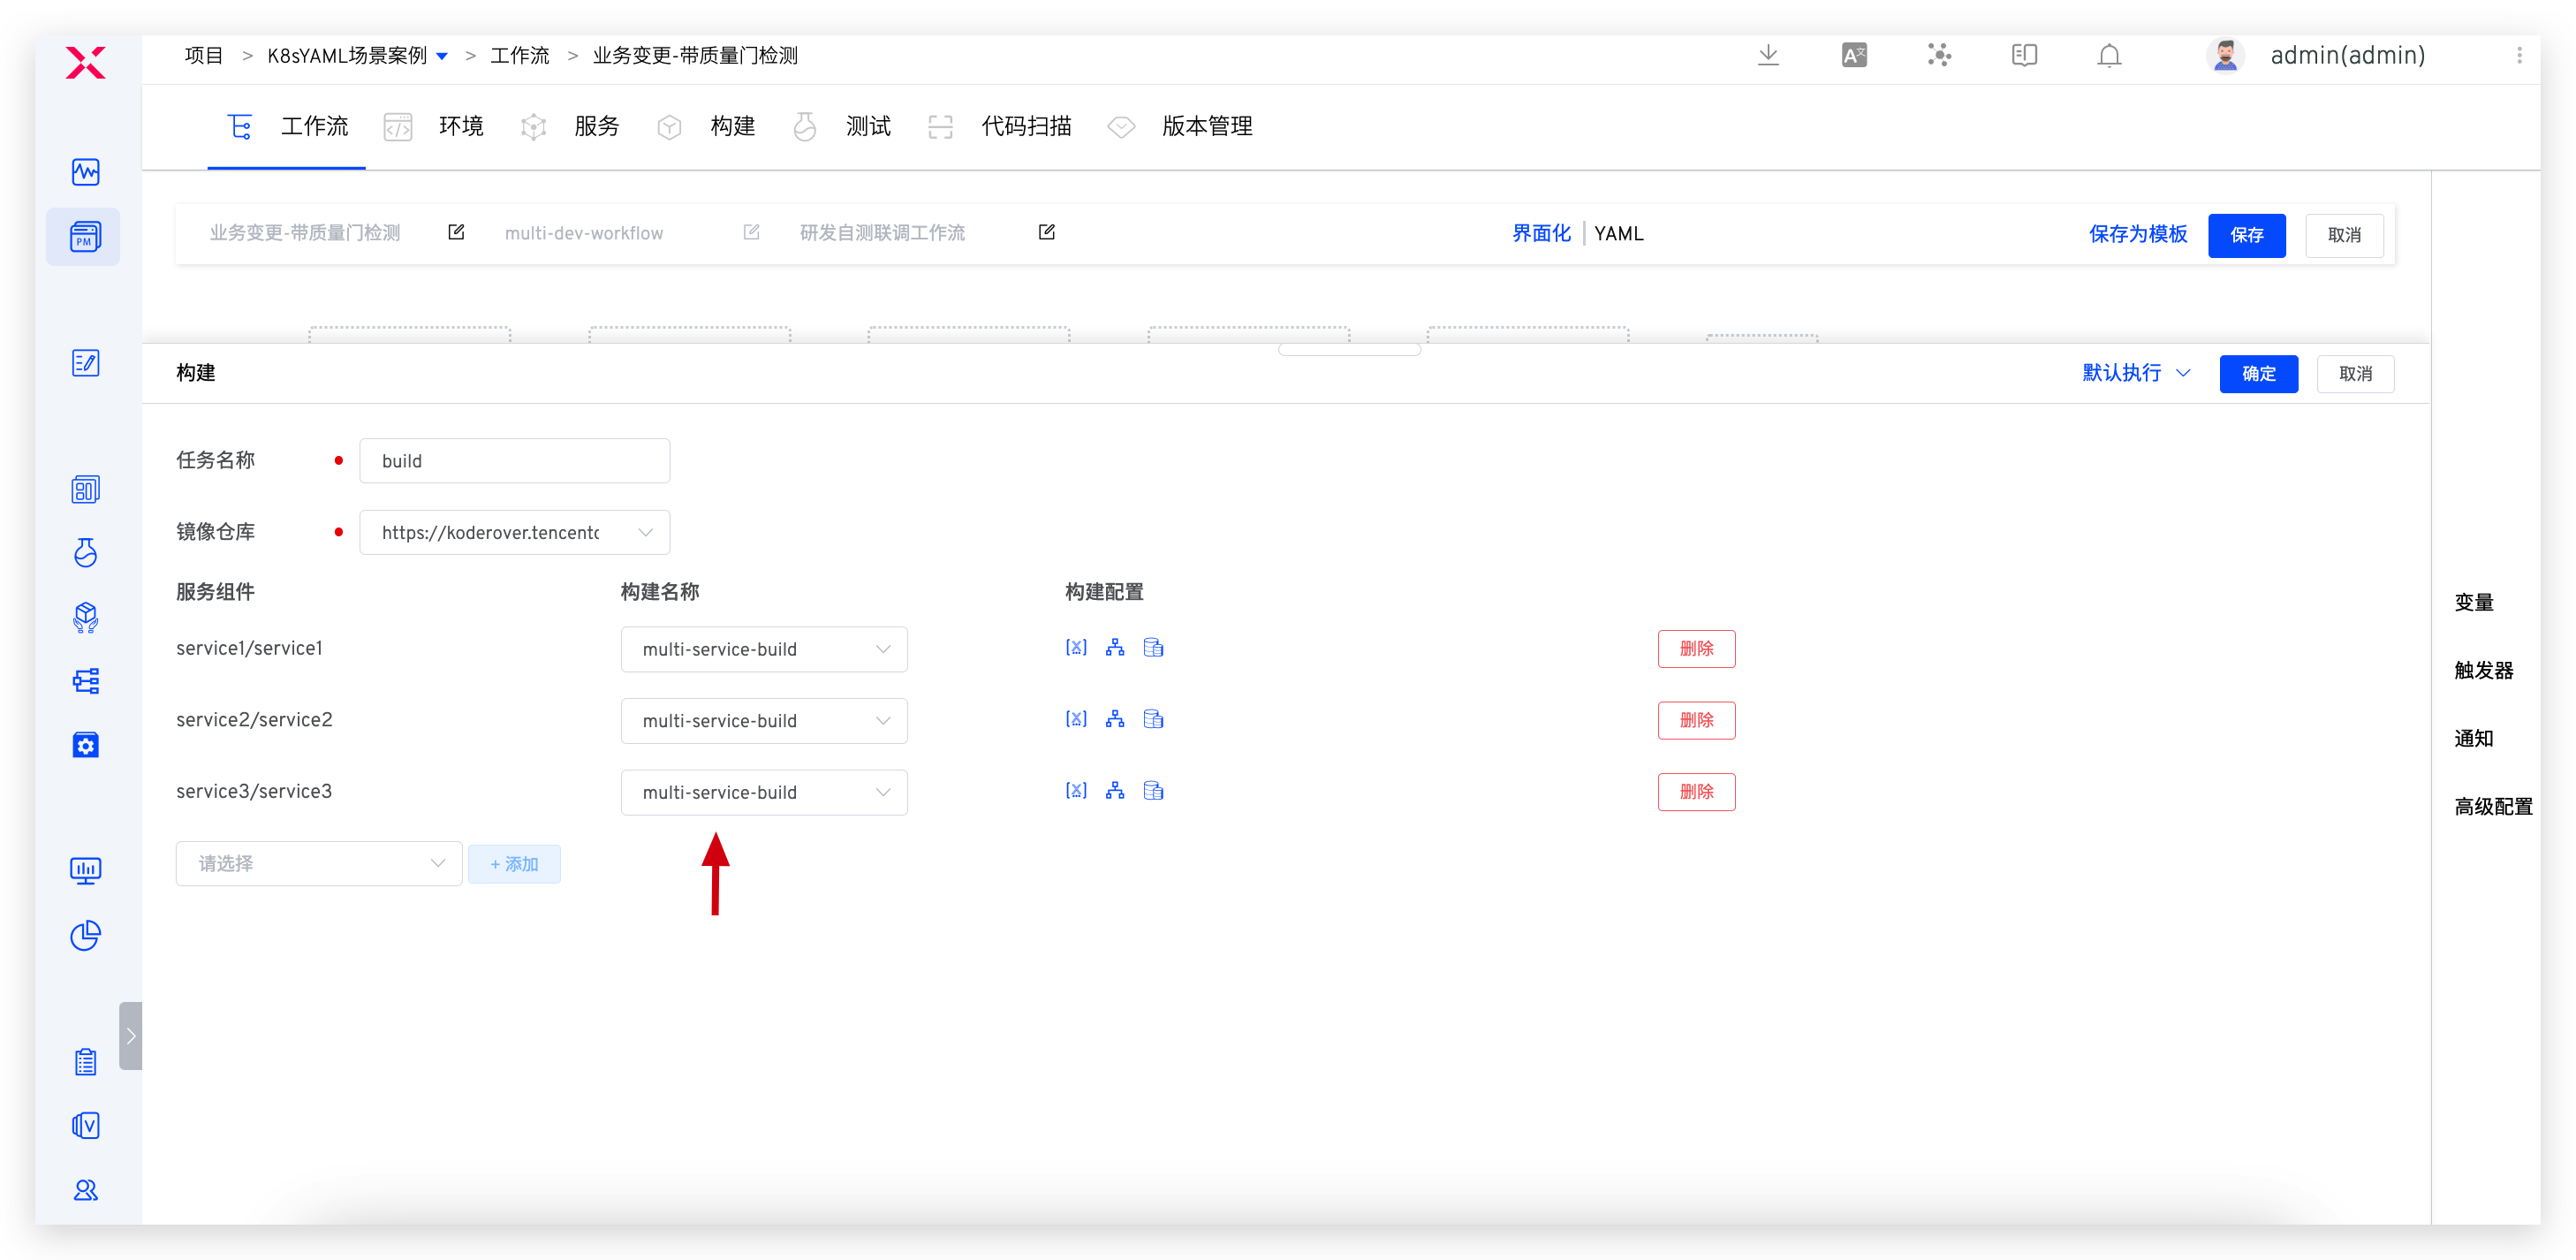 项目 > K8sYAML场景案例 > 工作流 > 业务变更-带质量门检测
admin(admin)
工作流 环境 服务 构建 测试 代码扫描 版本管理
业务变更-带质量门检测 multi-dev-workflow 研发自测联调工作流 界面化 YAML 保存为模板 保存 取消
构建 默认执行 确定 取消
任务名称 build
镜像仓库 https://koderover.tencentc
服务组件 构建名称 构建配置
service1/service1 multi-service-build 删除
service2/service2 multi-service-build 删除
service3/service3 multi-service-build 删除
请选择 + 添加
变量
触发器
通知
高级配置
PM